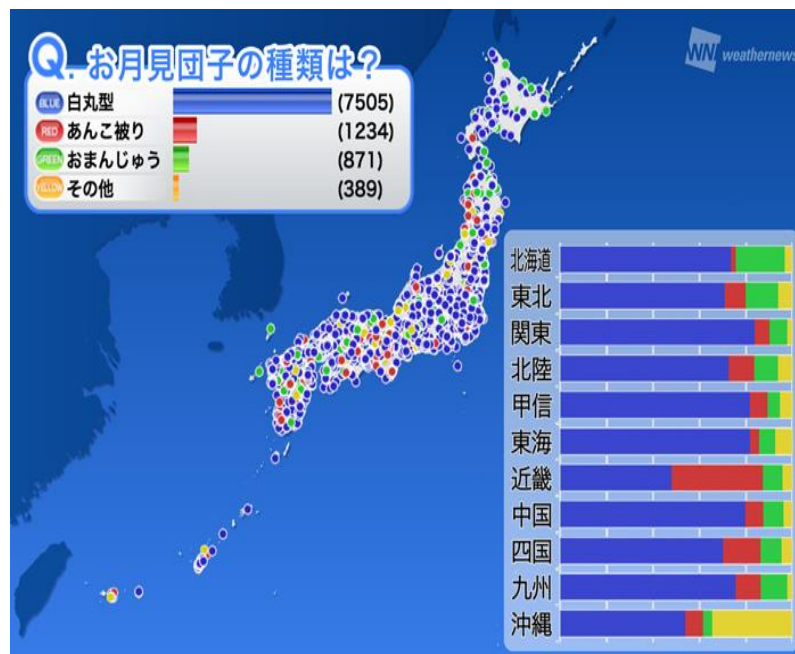 Q. お月見団子の種類は？
WN weathernews
BLUE 白丸型 (7505)
RED あんこ被り (1234)
GREEN おまんじゅう (871)
YELLOW その他 (389)
北海道
東北
関東
北陸
甲信
東海
近畿
中国
四国
九州
沖縄